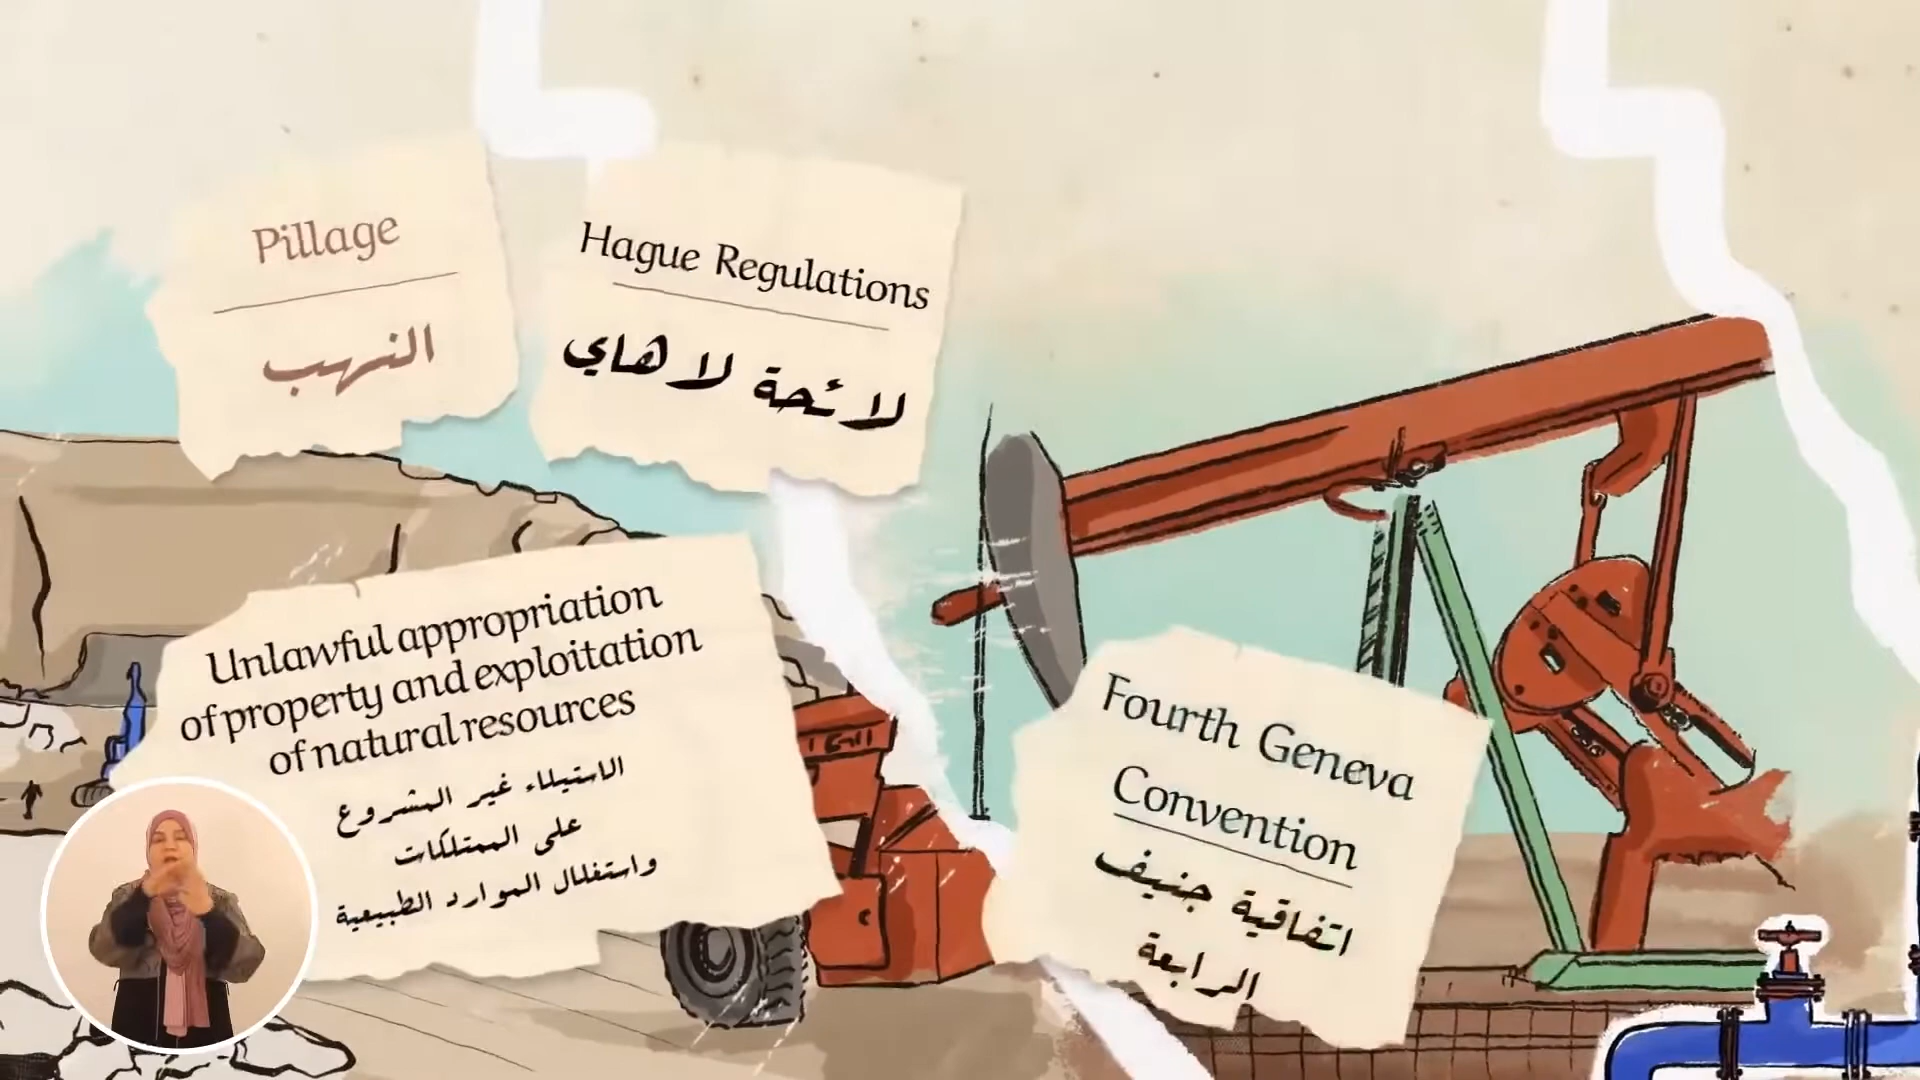 Pillage
النهب
Hague Regulations
لائحة لاهاي
Unlawful appropriation
of property and exploitation
of natural resources
الاستيلاء غير المشروع
على الممتلكات
واستغلال الموارد الطبيعية
Fourth Geneva
Convention
اتفاقية جنيف
الرابعة